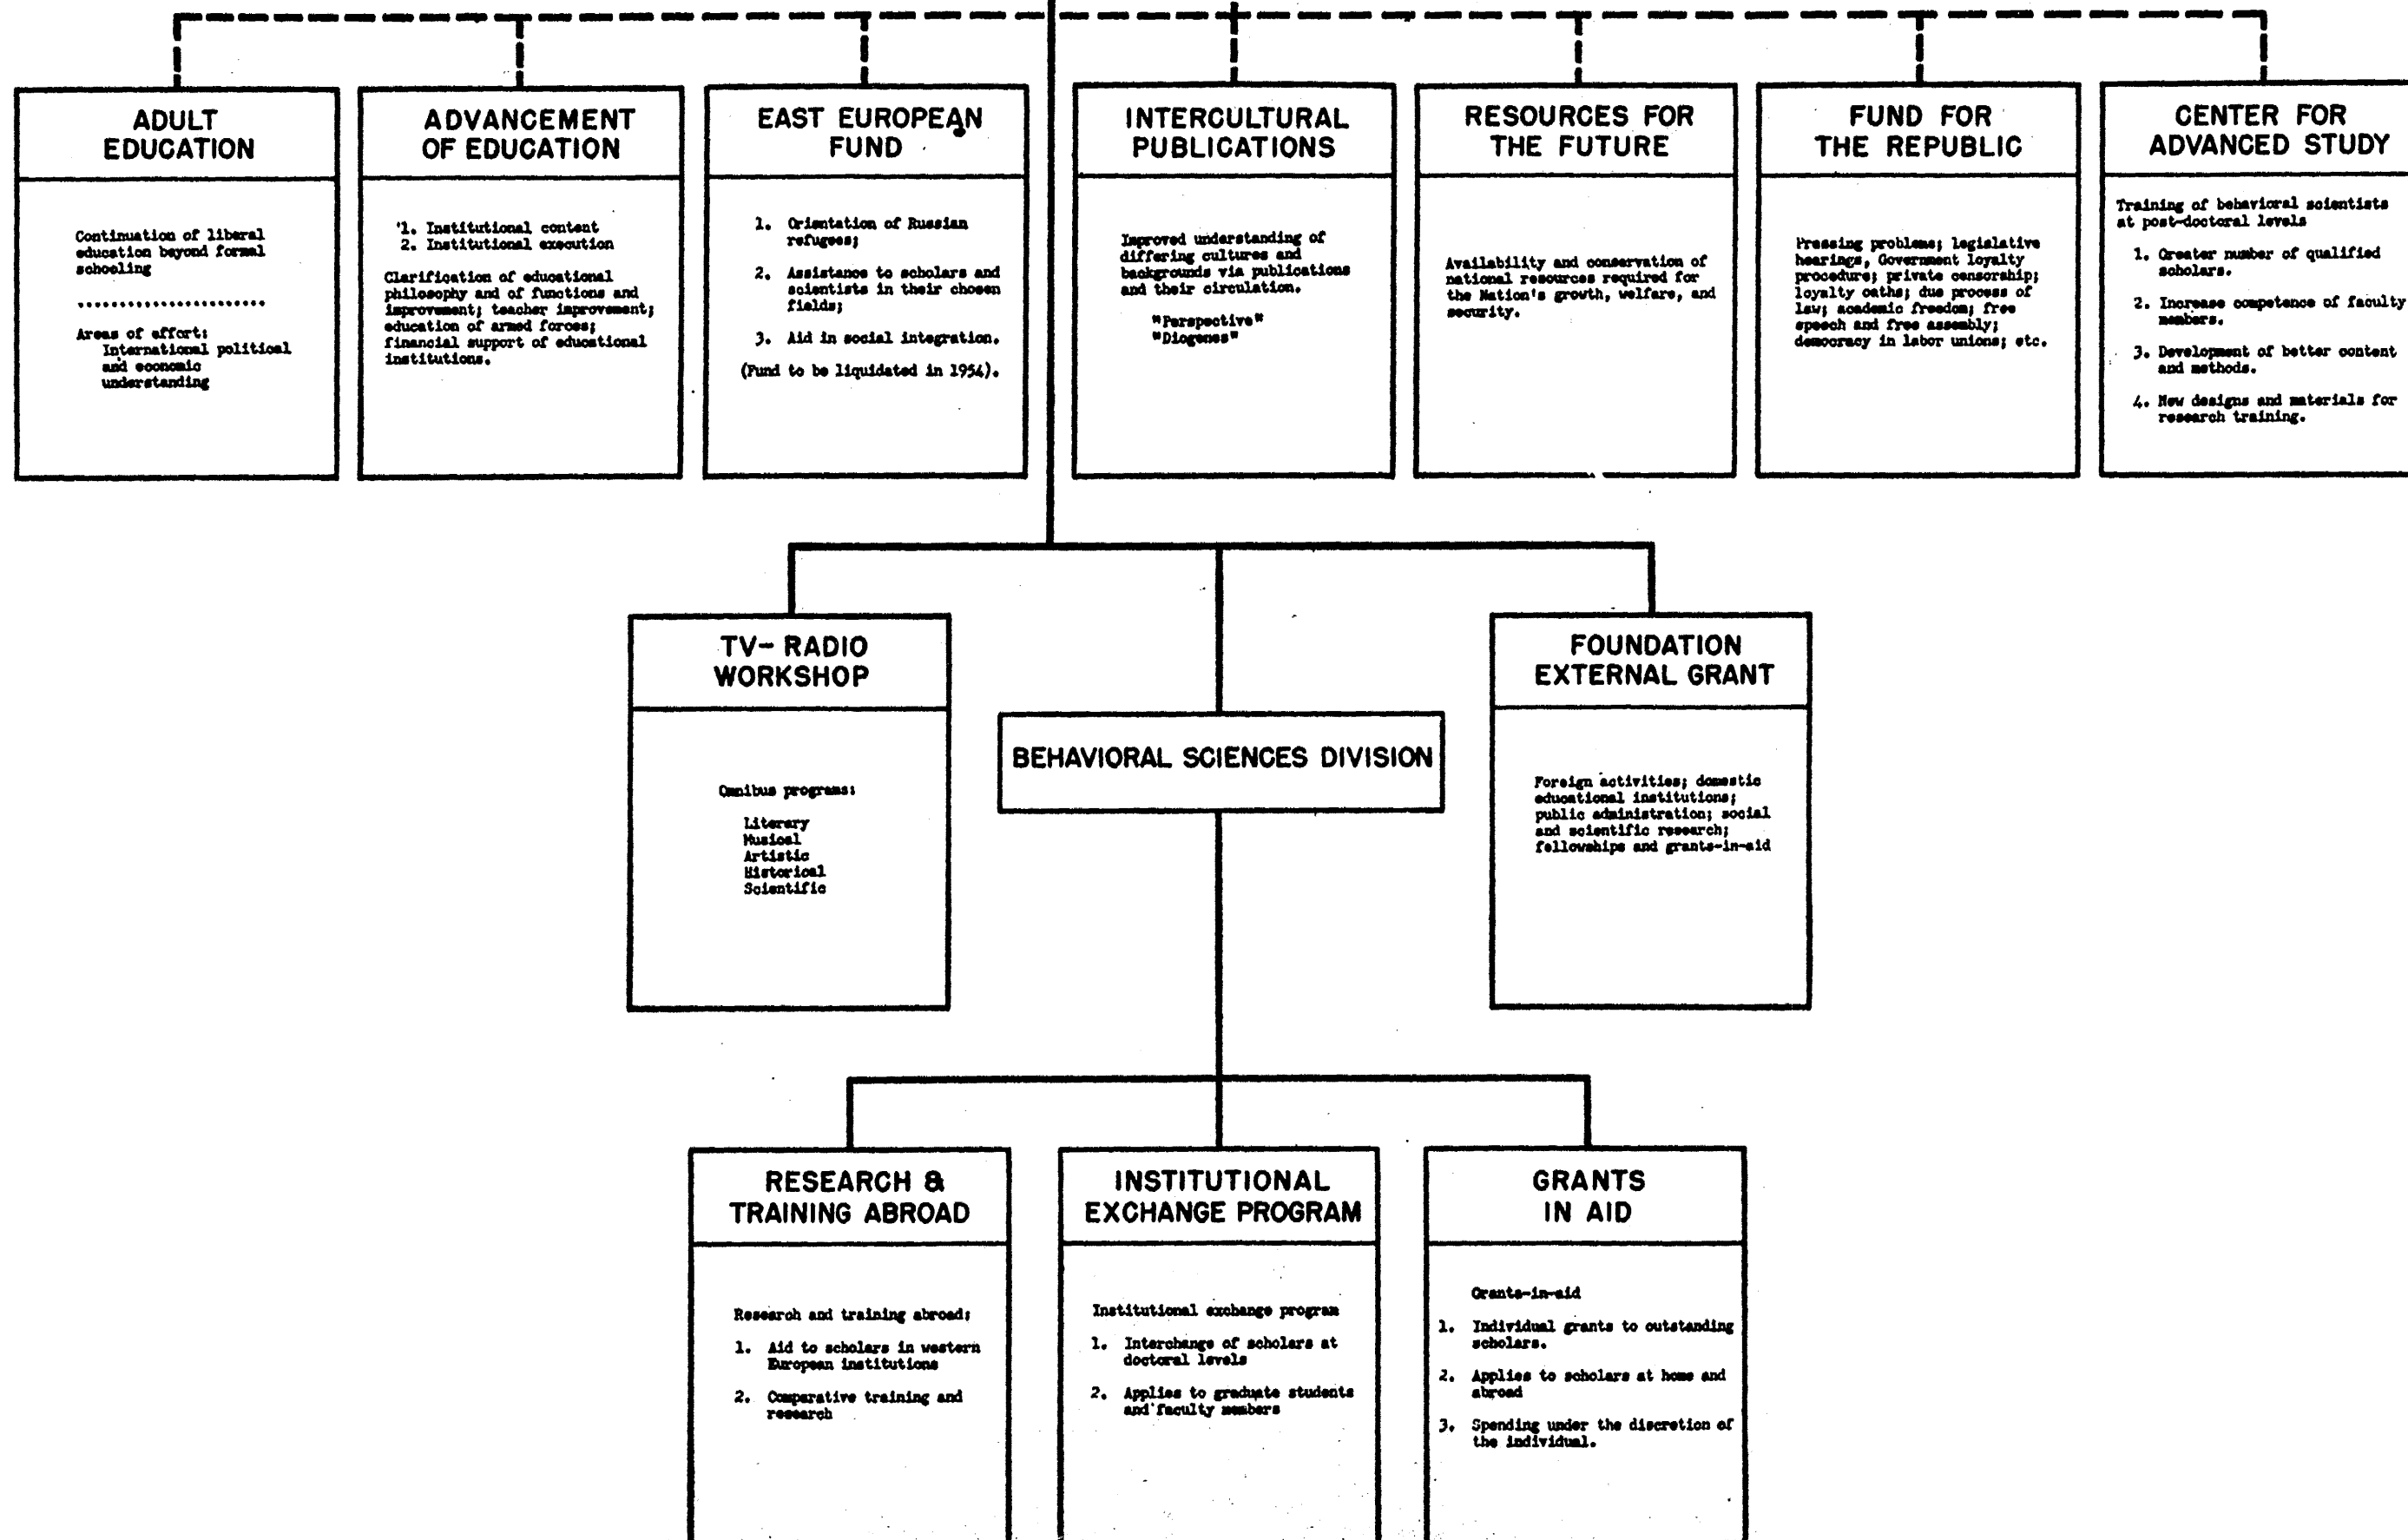 ADULT
EDUCATION
Continuation of liberal
education beyond formal
schooling
......................
Areas of effort:
International political
and economic
understanding
ADVANCEMENT
OF EDUCATION
1. Institutional content
2. Institutional execution
Clarification of educational
philosophy and of functions and
improvement; teacher improvement;
education of armed forces;
financial support of educational
institutions.
EAST EUROPEAN
FUND
1. Orientation of Russian
refugees;
2. Assistance to scholars and
scientists in their chosen
fields;
3. Aid in social integration.
(Fund to be liquidated in 1954).
INTERCULTURAL
PUBLICATIONS
Improved understanding of
differing cultures and
backgrounds via publications
and their circulation.
"Perspective"
"Diogenes"
RESOURCES FOR
THE FUTURE
Availability and conservation of
national resources required for
the Nation's growth, welfare, and
security.
FUND FOR
THE REPUBLIC
Pressing problems; legislative
hearings, Government loyalty
procedure; private censorship;
loyalty oaths; due process of
law; academic freedom; free
speech and free assembly;
democracy in labor unions; etc.
CENTER FOR
ADVANCED STUDY
Training of behavioral scientists
at post-doctoral levels
1. Greater number of qualified
scholars.
2. Increase competence of faculty
members.
3. Development of better content
and methods.
4. New designs and materials for
research training.
TV- RADIO
WORKSHOP
Omnibus programs:
Literary
Musical
Artistic
Historical
Scientific
BEHAVIORAL SCIENCES DIVISION
FOUNDATION
EXTERNAL GRANT
Foreign activities; domestic
educational institutions;
public administration; social
and scientific research;
fellowships and grants-in-aid
RESEARCH &
TRAINING ABROAD
Research and training abroad;
1. Aid to scholars in western
European institutions
2. Comparative training and
research
INSTITUTIONAL
EXCHANGE PROGRAM
Institutional exchange program
1. Interchange of scholars at
doctoral levels
2. Applies to graduate students
and faculty members
GRANTS
IN AID
Grants-in-aid
1. Individual grants to outstanding
scholars.
2. Applies to scholars at home and
abroad
3. Spending under the discretion of
the individual.